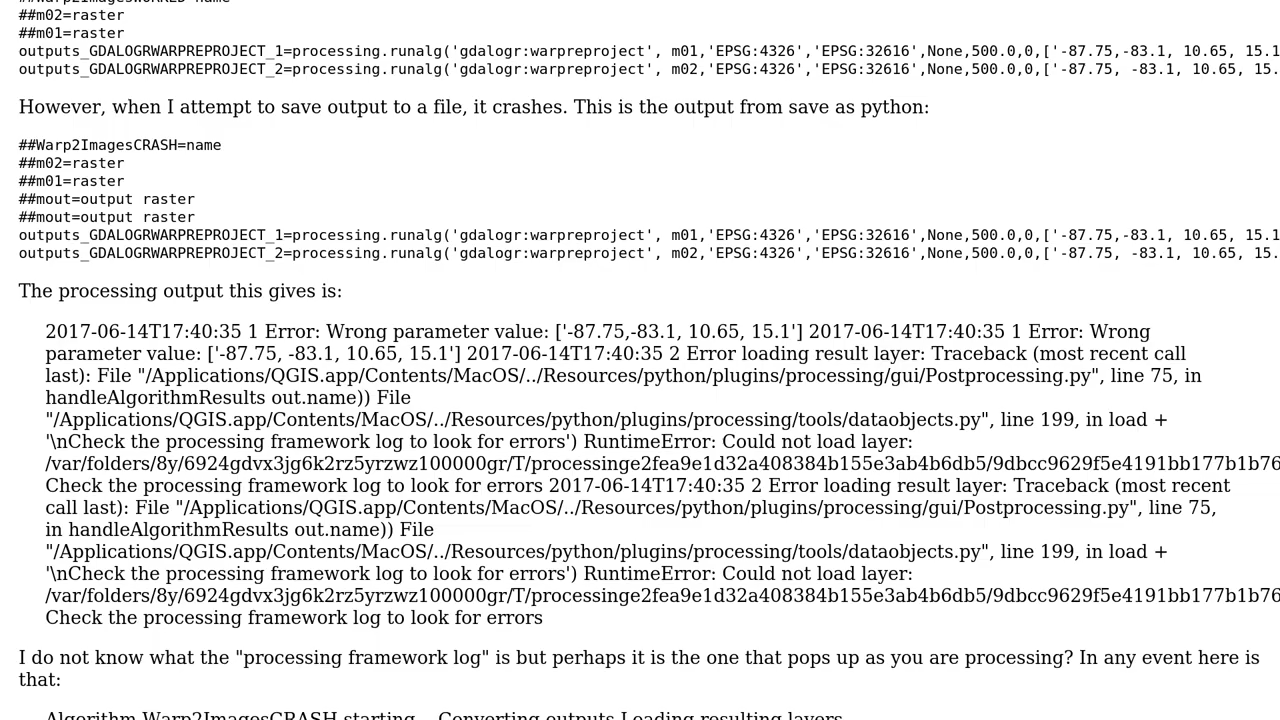 ##m02=raster
##m01=raster
outputs_GDALOGRWARPREPROJECT_1=processing.runalg('gdalogr:warpreproject', m01,'EPSG:4326','EPSG:32616',None,500.0,0,['-87.75,-83.1, 10.65, 15.1
outputs_GDALOGRWARPREPROJECT_2=processing.runalg('gdalogr:warpreproject', m02,'EPSG:4326','EPSG:32616',None,500.0,0,['-87.75, -83.1, 10.65, 15.
However, when I attempt to save output to a file, it crashes. This is the output from save as python:
##Warp2ImagesCRASH=name
##m02=raster
##m01=raster
##mout=output raster
##mout=output raster
outputs_GDALOGRWARPREPROJECT_1=processing.runalg('gdalogr:warpreproject', m01,'EPSG:4326','EPSG:32616',None,500.0,0,['-87.75,-83.1, 10.65, 15.1
outputs_GDALOGRWARPREPROJECT_2=processing.runalg('gdalogr:warpreproject', m02,'EPSG:4326','EPSG:32616',None,500.0,0,['-87.75, -83.1, 10.65, 15.
The processing output this gives is:
2017-06-14T17:40:35 1 Error: Wrong parameter value: ['-87.75,-83.1, 10.65, 15.1'] 2017-06-14T17:40:35 1 Error: Wrong
parameter value: ['-87.75, -83.1, 10.65, 15.1'] 2017-06-14T17:40:35 2 Error loading result layer: Traceback (most recent call
last): File "/Applications/QGIS.app/Contents/MacOS/../Resources/python/plugins/processing/gui/Postprocessing.py", line 75, in
handleAlgorithmResults out.name)) File
"/Applications/QGIS.app/Contents/MacOS/../Resources/python/plugins/processing/tools/dataobjects.py", line 199, in load +
'\nCheck the processing framework log to look for errors') RuntimeError: Could not load layer:
/var/folders/8y/6924gdvx3jg6k2rz5yrzwz100000gr/T/processinge2fea9e1d32a408384b155e3ab4b6db5/9dbcc9629f5e4191bb177b1b76
Check the processing framework log to look for errors 2017-06-14T17:40:35 2 Error loading result layer: Traceback (most recent
call last): File "/Applications/QGIS.app/Contents/MacOS/../Resources/python/plugins/processing/gui/Postprocessing.py", line 75,
in handleAlgorithmResults out.name)) File
"/Applications/QGIS.app/Contents/MacOS/../Resources/python/plugins/processing/tools/dataobjects.py", line 199, in load +
'\nCheck the processing framework log to look for errors') RuntimeError: Could not load layer:
/var/folders/8y/6924gdvx3jg6k2rz5yrzwz100000gr/T/processinge2fea9e1d32a408384b155e3ab4b6db5/9dbcc9629f5e4191bb177b1b76
Check the processing framework log to look for errors
I do not know what the "processing framework log" is but perhaps it is the one that pops up as you are processing? In any event here is
that:
Algorithm Warp2ImagesCRASH starting... Converting outputs Loading resulting layers